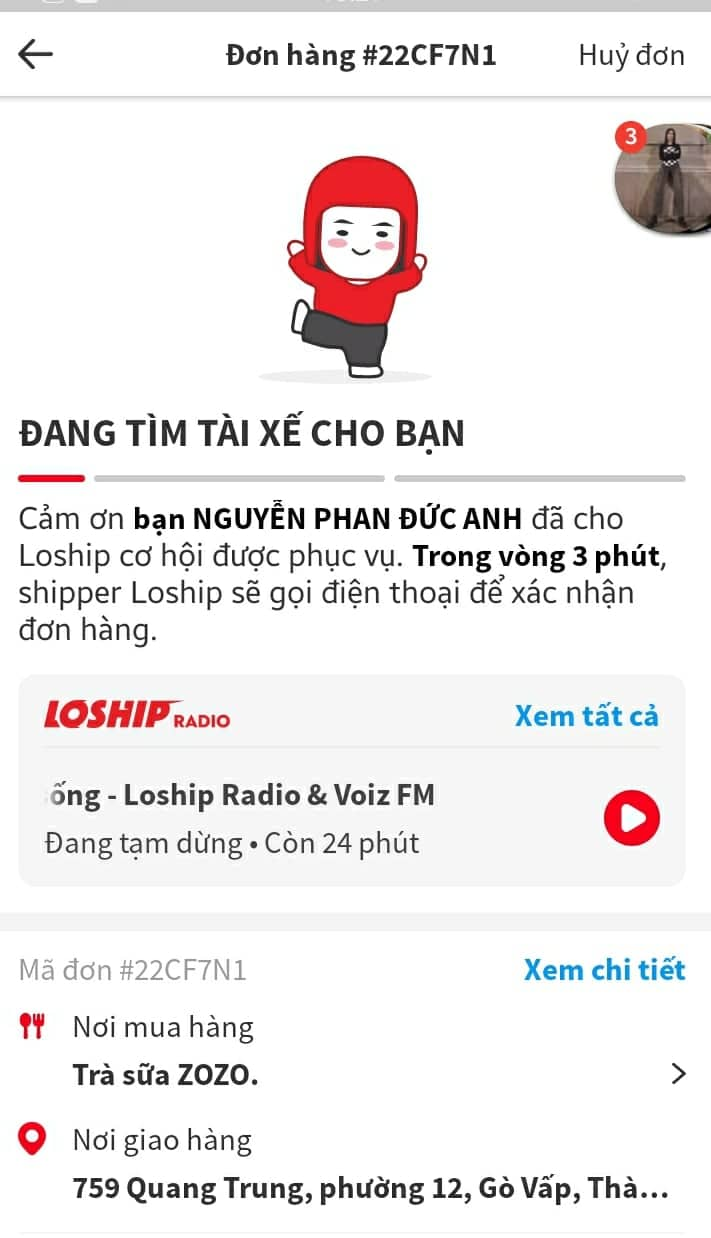 Đơn hàng #22CF7N1 Huỷ đơn
3
ĐANG TÌM TÀI XẾ CHO BẠN
Cảm ơn bạn NGUYỄN PHAN ĐỨC ANH đã cho
Loship cơ hội được phục vụ. Trong vòng 3 phút,
shipper Loship sẽ gọi điện thoại để xác nhận
đơn hàng.
LOSHIP RADIO Xem tất cả
ống - Loship Radio & Voiz FM
Đang tạm dừng • Còn 24 phút
Mã đơn #22CF7N1 Xem chi tiết
Nơi mua hàng
Trà sữa ZOZO.
Nơi giao hàng
759 Quang Trung, phường 12, Gò Vấp, Thà...